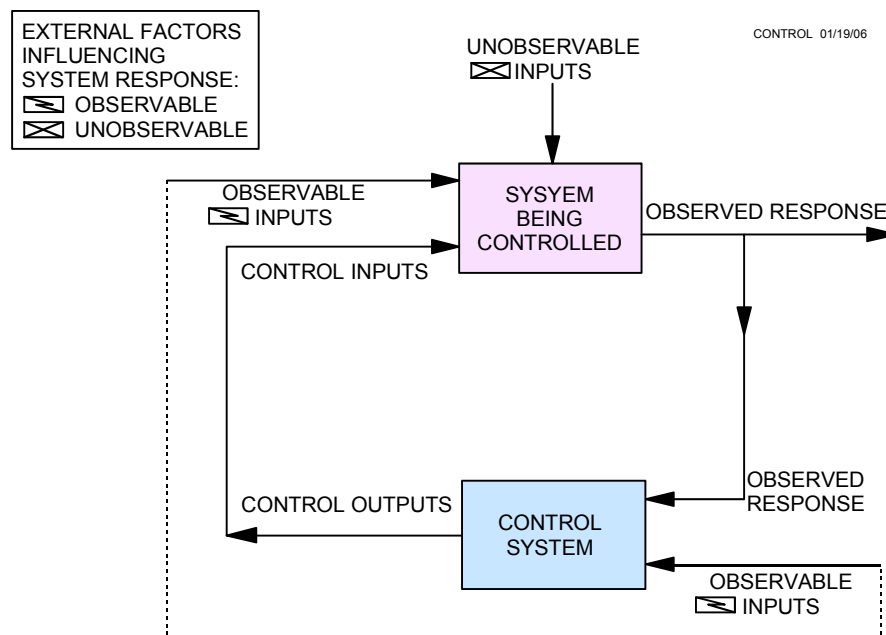 EXTERNAL FACTORS
INFLUENCING
SYSTEM RESPONSE:
OBSERVABLE
UNOBSERVABLE
CONTROL 01/19/06
UNOBSERVABLE
INPUTS
OBSERVABLE
INPUTS
SYSYEM
BEING
CONTROLLED
OBSERVED RESPONSE
CONTROL INPUTS
CONTROL OUTPUTS
CONTROL
SYSTEM
OBSERVED
RESPONSE
OBSERVABLE
INPUTS